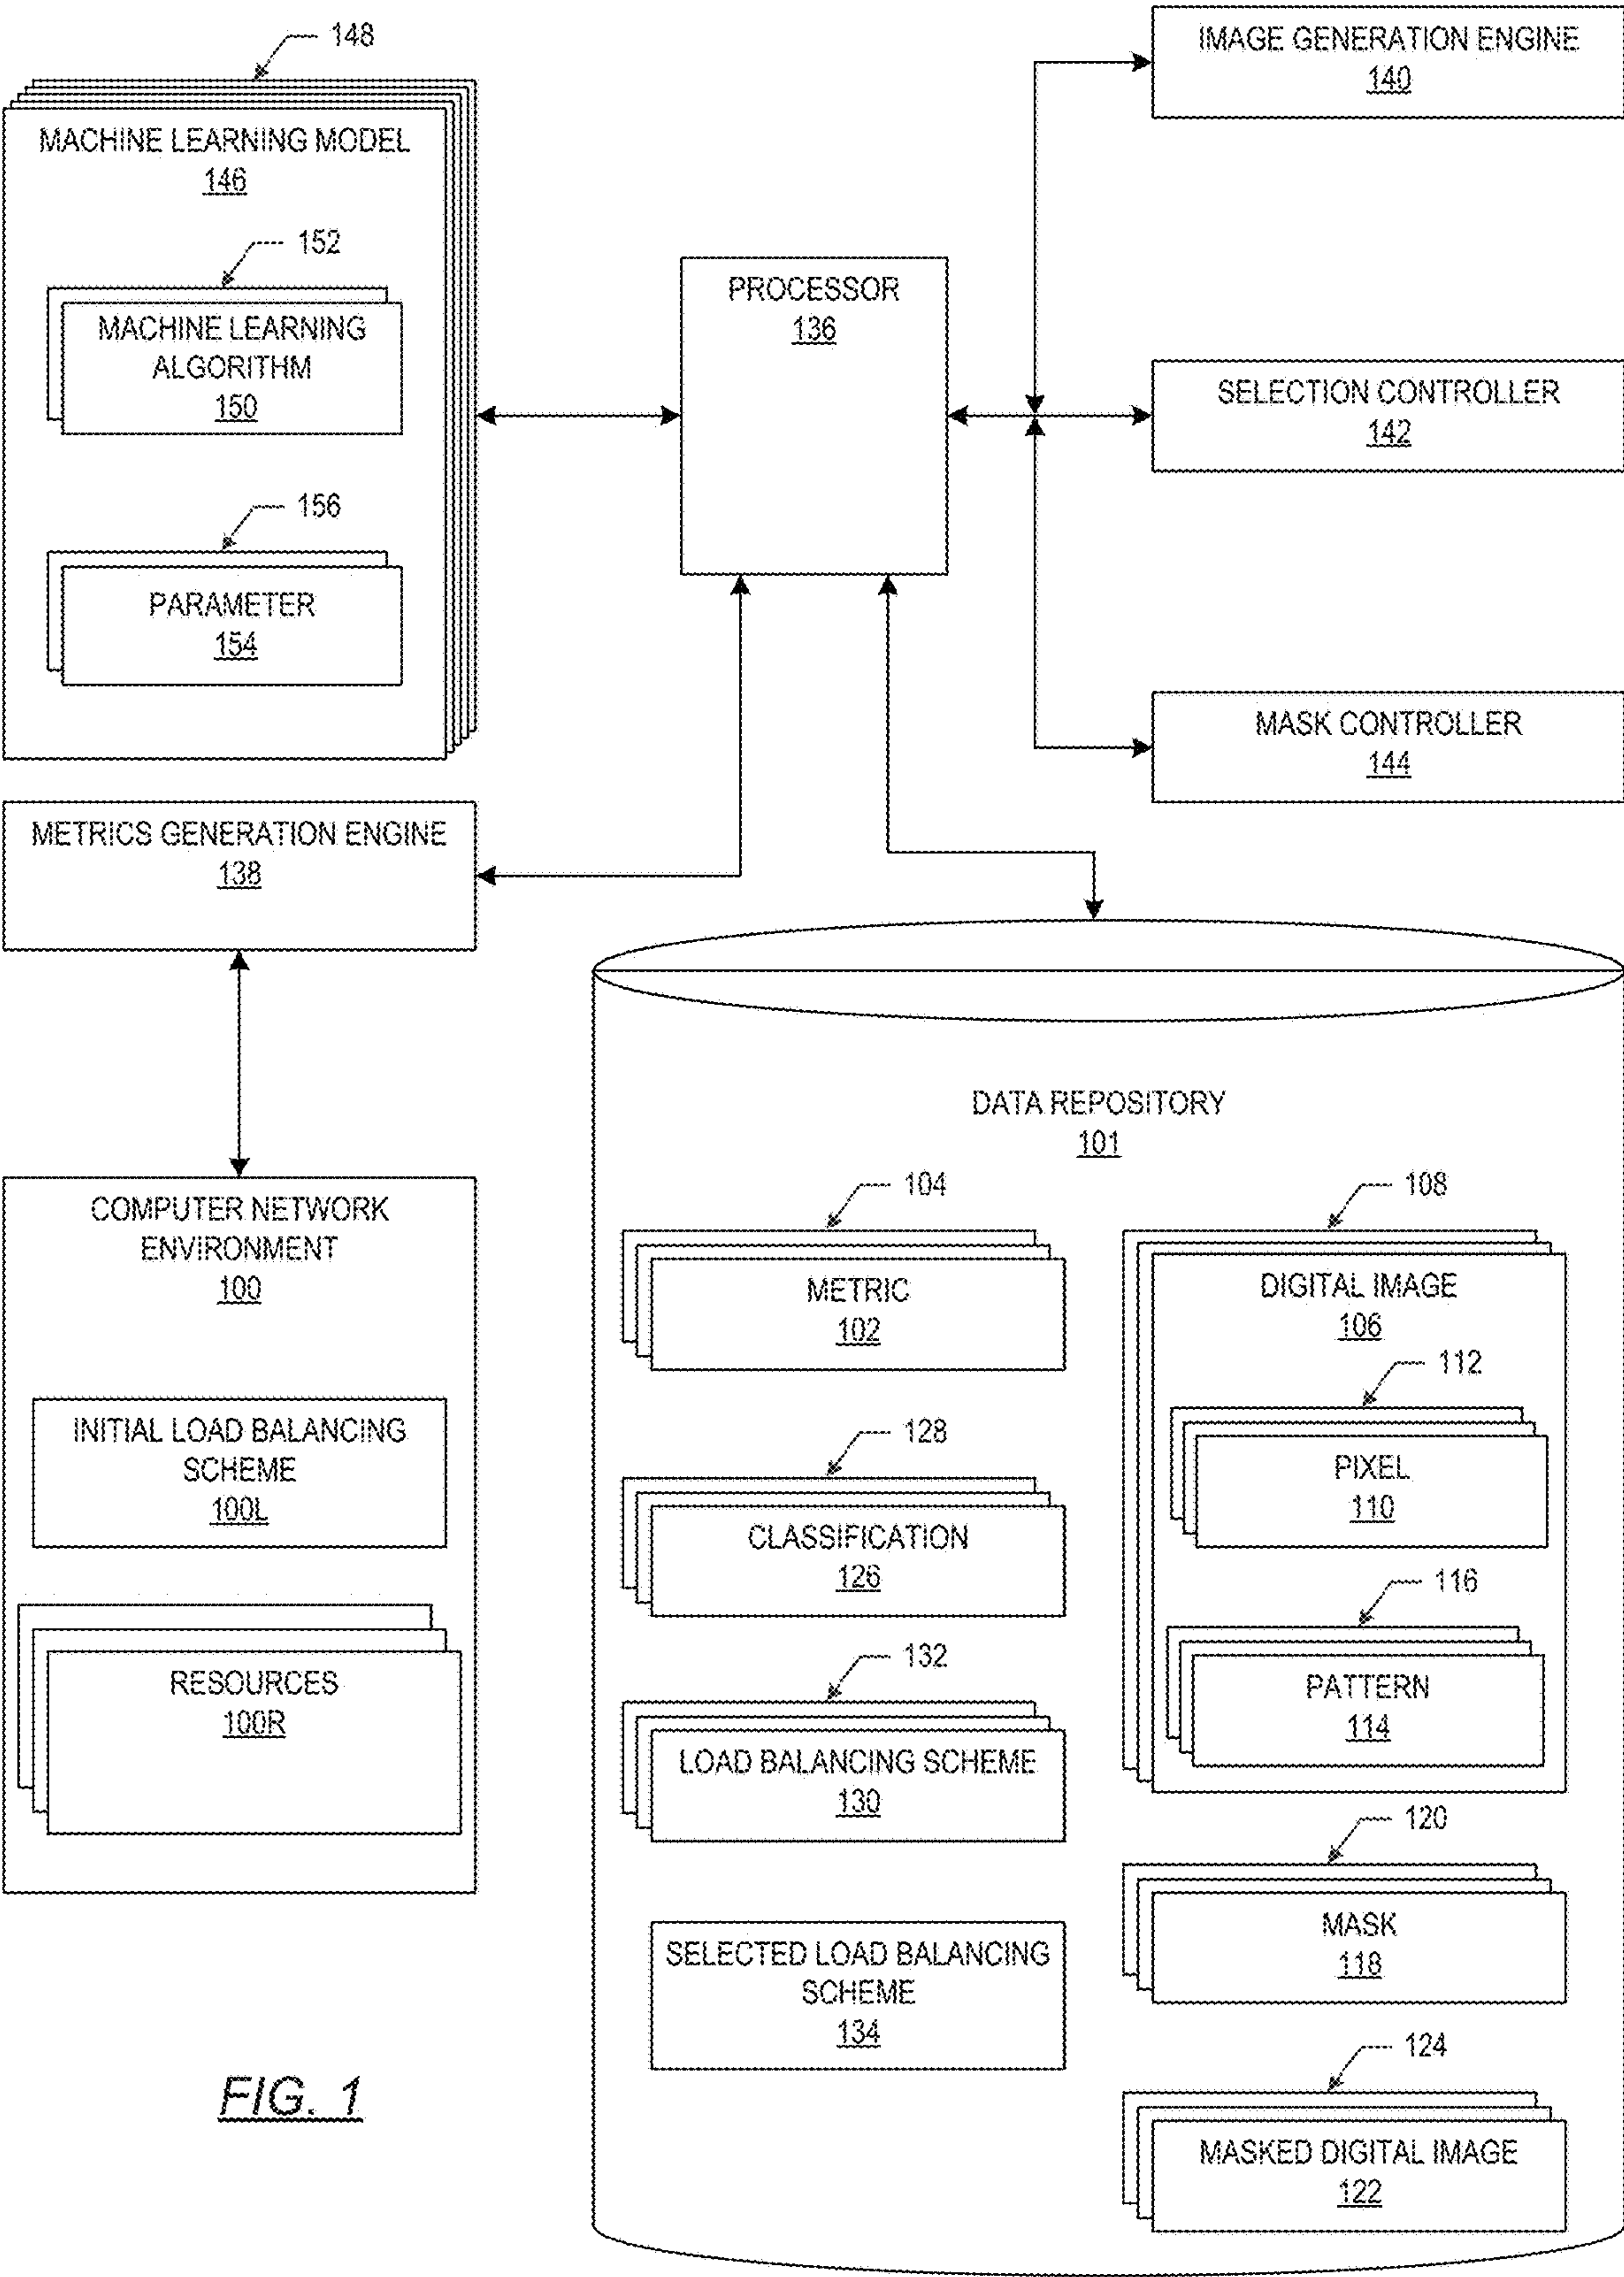 148
MACHINE LEARNING MODEL
146
152
MACHINE LEARNING
ALGORITHM
150
156
PARAMETER
154
PROCESSOR
136
IMAGE GENERATION ENGINE
140
SELECTION CONTROLLER
142
MASK CONTROLLER
144
METRICS GENERATION ENGINE
138
COMPUTER NETWORK
ENVIRONMENT
100
INITIAL LOAD BALANCING
SCHEME
100L
RESOURCES
100R
DATA REPOSITORY
101
104
METRIC
102
128
CLASSIFICATION
126
132
LOAD BALANCING SCHEME
130
SELECTED LOAD BALANCING
SCHEME
134
108
DIGITAL IMAGE
106
112
PIXEL
110
116
PATTERN
114
120
MASK
118
124
MASKED DIGITAL IMAGE
122
FIG. 1